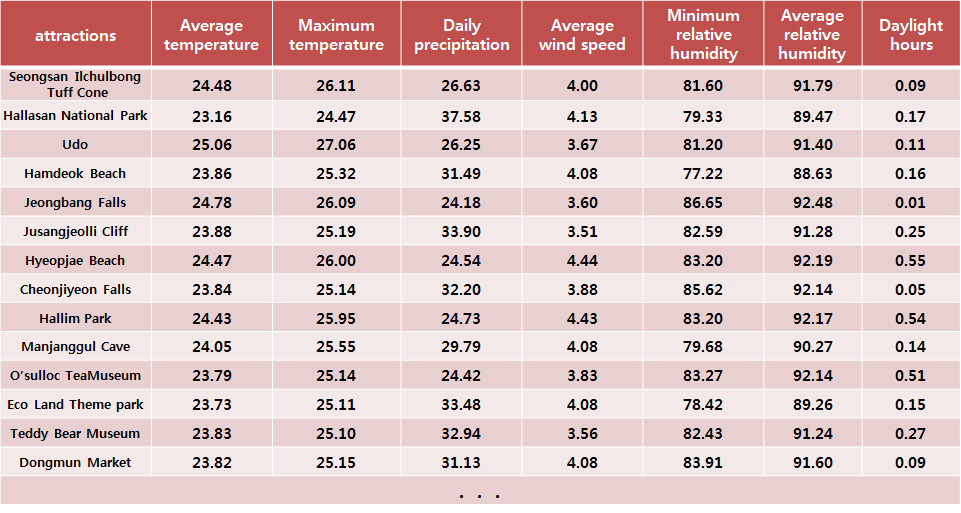 attractions Average temperature Maximum temperature Daily precipitation Average wind speed Minimum relative humidity Average relative humidity Daylight hours
Seongsan Ilchulbong Tuff Cone 24.48 26.11 26.63 4.00 81.60 91.79 0.09
Hallasan National Park 23.16 24.47 37.58 4.13 79.33 89.47 0.17
Udo 25.06 27.06 26.25 3.67 81.20 91.40 0.11
Hamdeok Beach 23.86 25.32 31.49 4.08 77.22 88.63 0.16
Jeongbang Falls 24.78 26.09 24.18 3.60 86.65 92.48 0.01
Jusangjeolli Cliff 23.88 25.19 33.90 3.51 82.59 91.28 0.25
Hyeopjae Beach 24.47 26.00 24.54 4.44 83.20 92.19 0.55
Cheonjiyeon Falls 23.84 25.14 32.20 3.88 85.62 92.14 0.05
Hallim Park 24.43 25.95 24.73 4.43 83.20 92.17 0.54
Manjanggul Cave 24.05 25.55 29.79 4.08 79.68 90.27 0.14
O’sulloc TeaMuseum 23.79 25.14 24.42 3.83 83.27 92.14 0.51
Eco Land Theme park 23.73 25.11 33.48 4.08 78.42 89.26 0.15
Teddy Bear Museum 23.83 25.10 32.94 3.56 82.43 91.24 0.27
Dongmun Market 23.82 25.15 31.13 4.08 83.91 91.60 0.09
. . .